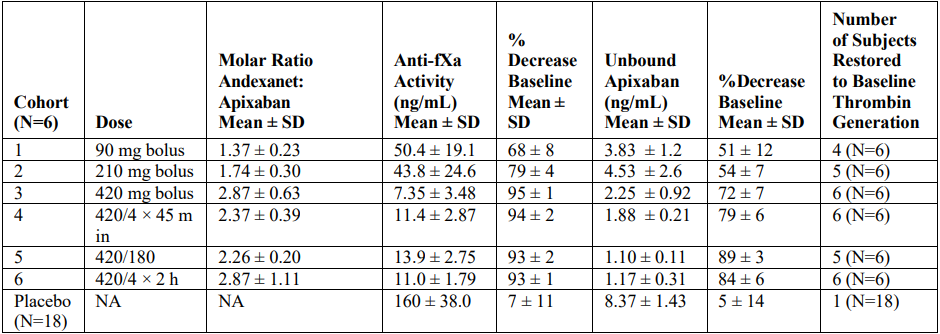 Cohort (N=6) | Dose | Molar Ratio Andexanet: Apixaban Mean ± SD | Anti-fXa Activity (ng/mL) Mean ± SD | % Decrease Baseline Mean ± SD | Unbound Apixaban (ng/mL) Mean ± SD | %Decrease Baseline Mean ± SD | Number of Subjects Restored to Baseline Thrombin Generation
1 | 90 mg bolus | 1.37 ± 0.23 | 50.4 ± 19.1 | 68 ± 8 | 3.83 ± 1.2 | 51 ± 12 | 4 (N=6)
2 | 210 mg bolus | 1.74 ± 0.30 | 43.8 ± 24.6 | 79 ± 4 | 4.53 ± 2.6 | 54 ± 7 | 5 (N=6)
3 | 420 mg bolus | 2.87 ± 0.63 | 7.35 ± 3.48 | 95 ± 1 | 2.25 ± 0.92 | 72 ± 7 | 6 (N=6)
4 | 420/4 × 45 m in | 2.37 ± 0.39 | 11.4 ± 2.87 | 94 ± 2 | 1.88 ± 0.21 | 79 ± 6 | 6 (N=6)
5 | 420/180 | 2.26 ± 0.20 | 13.9 ± 2.75 | 93 ± 2 | 1.10 ± 0.11 | 89 ± 3 | 5 (N=6)
6 | 420/4 × 2 h | 2.87 ± 1.11 | 11.0 ± 1.79 | 93 ± 1 | 1.17 ± 0.31 | 84 ± 6 | 6 (N=6)
Placebo (N=18) | NA | NA | 160 ± 38.0 | 7 ± 11 | 8.37 ± 1.43 | 5 ± 14 | 1 (N=18)